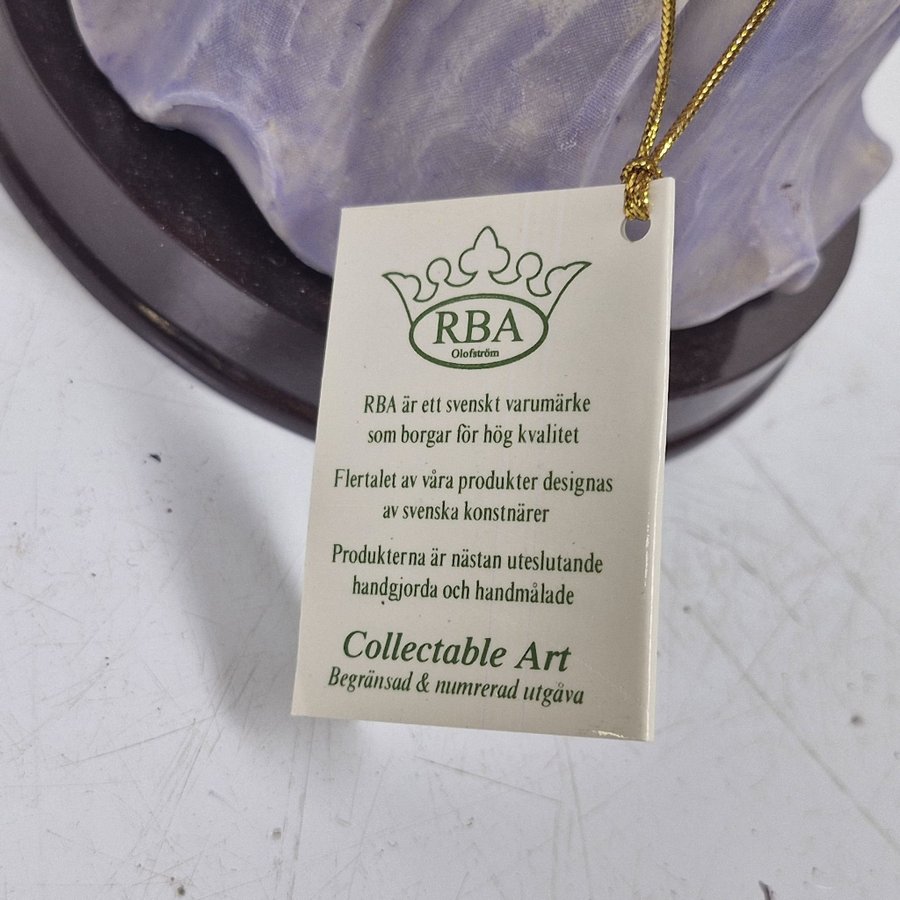 RBA
Olofström
RBA är ett svenskt varumärke
som borgar för hög kvalitet
Flertalet av våra produkter designas
av svenska konstnärer
Produkterna är nästan uteslutande
handgjorda och handmålade
Collectable Art
Begränsad & numrerad utgåva